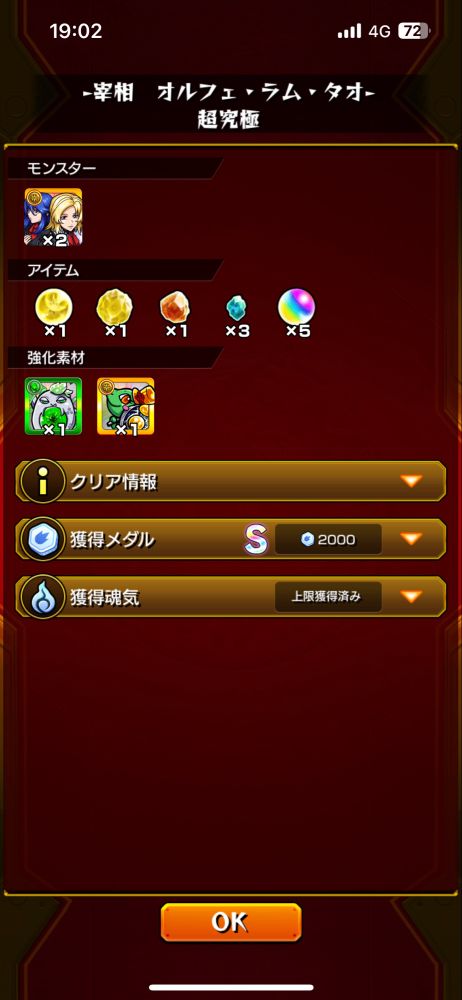 19:02
4G 72
-宰相 オルフェ・ラム・タオ-
超究極
モンスター
×2
アイテム
×1 ×1 ×1 ×3 ×5
強化素材
×1 ×1
クリア情報
獲得メダル S 2000
獲得魂気 上限獲得済み
OK